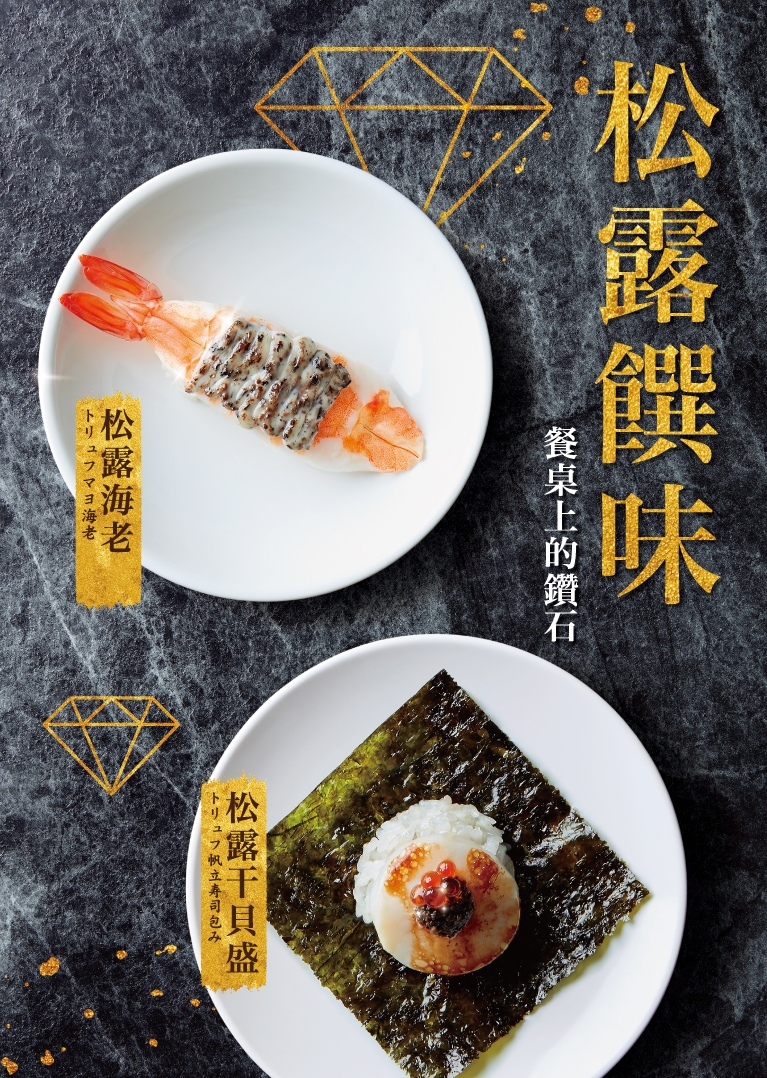 松露饌味
餐桌上的鑽石
松露海老
トリュフマヨ海老
松露干貝盛
トリュフ帆立寿司包み